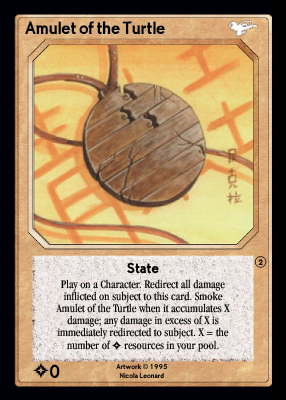 Amulet of the Turtle
2
State
Play on a Character. Redirect all damage
inflicted on subject to this card. Smoke
Amulet of the Turtle when it accumulates X
damage; any damage in excess of X is
immediately redirected to subject. X = the
number of resources in your pool.
0
Artwork © 1995
Nicola Leonard